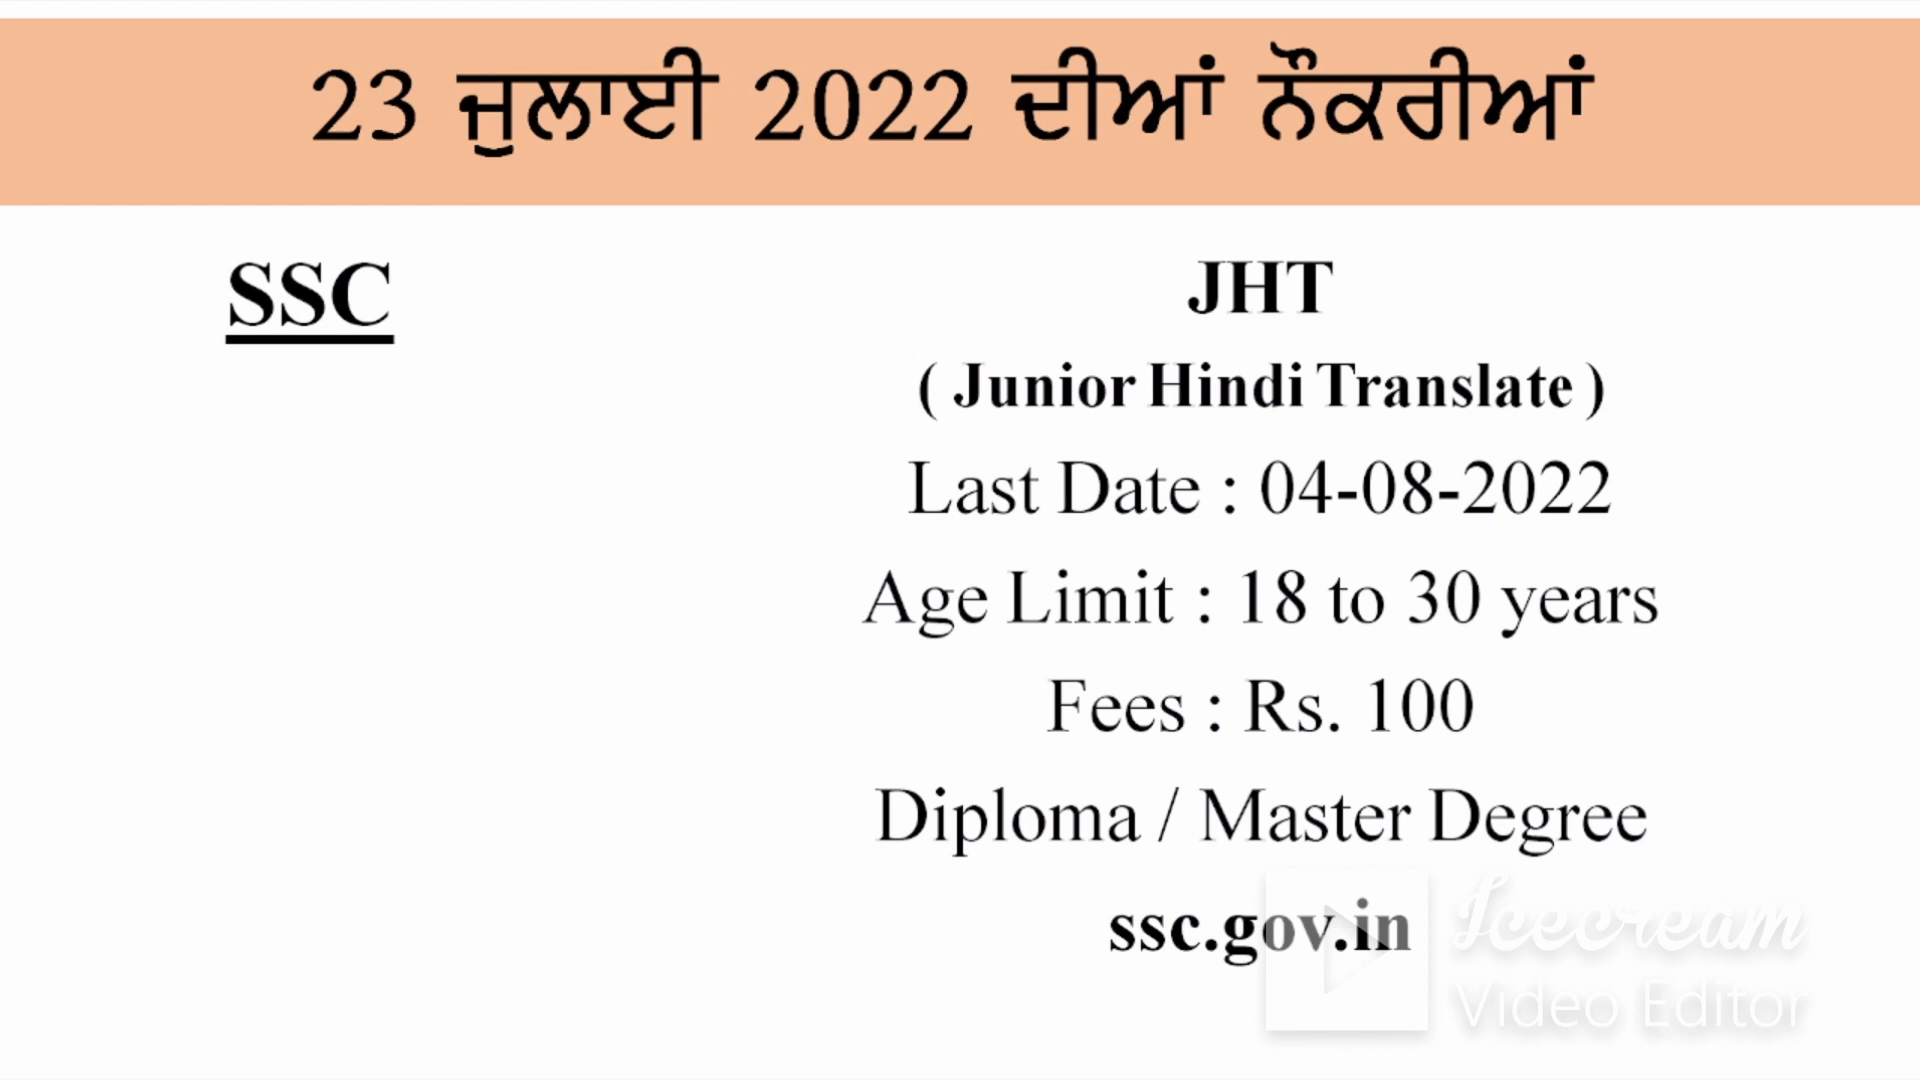 23 ਜੁਲਾਈ 2022 ਦੀਆਂ ਨੌਕਰੀਆਂ
SSC
JHT
( Junior Hindi Translate )
Last Date : 04-08-2022
Age Limit : 18 to 30 years
Fees : Rs. 100
Diploma / Master Degree
ssc.gov.in
Icecream
Video Editor